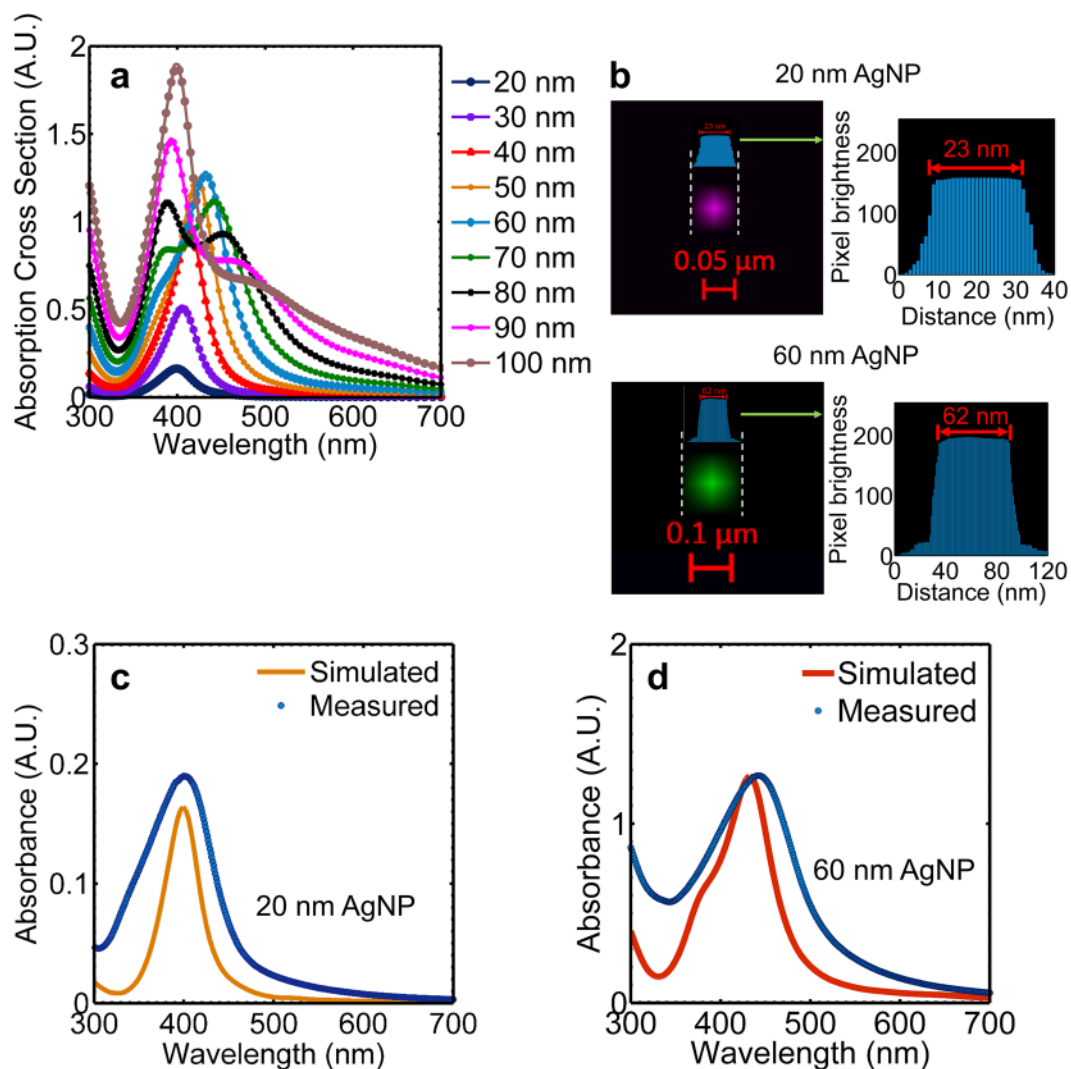 a
Absorption Cross Section (A.U.)
2
1.5
1
0.5
0
300 400 500 600 700
Wavelength (nm)
20 nm
30 nm
40 nm
50 nm
60 nm
70 nm
80 nm
90 nm
100 nm
b
20 nm AgNP
23 nm
0.05 µm
Pixel brightness
200
100
0
23 nm
0 10 20 30 40
Distance (nm)
60 nm AgNP
62 nm
0.1 µm
Pixel brightness
200
100
0
62 nm
0 40 80 120
Distance (nm)
c
Absorbance (A.U.)
0.3
0.2
0.1
0
Simulated
Measured
20 nm AgNP
300 400 500 600 700
Wavelength (nm)
d
Absorbance (A.U.)
2
1
0
Simulated
Measured
60 nm AgNP
300 400 500 600 700
Wavelength (nm)